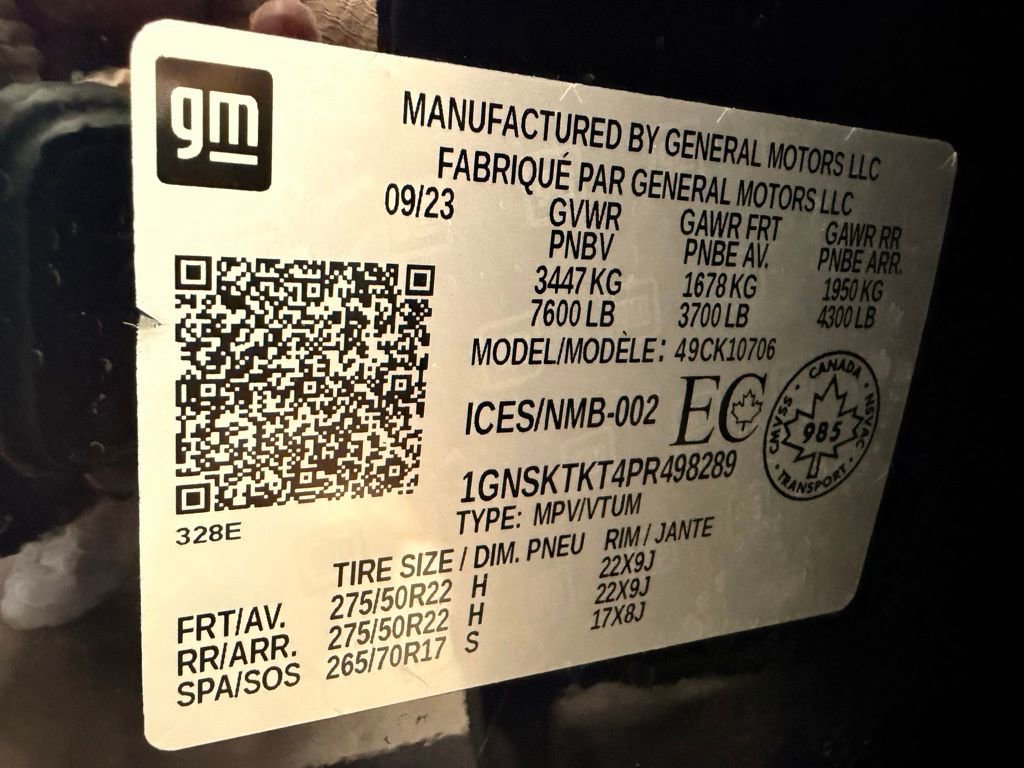 gm
MANUFACTURED BY GENERAL MOTORS LLC
FABRIQUÉ PAR GENERAL MOTORS LLC
09/23 GVWR GAWR FRT GAWR RR
PNBV PNBE AV. PNBE ARR.
3447 KG 1678 KG 1950 KG
7600 LB 3700 LB 4300 LB
MODEL/MODÈLE: 49CK10706
ICES/NMB-002 EC
CANADA
CMVSS 985 NSVAC
TRANSPORT
1GNSKTKT4PR498289
TYPE: MPV/VTUM
328E
TIRE SIZE / DIM. PNEU RIM / JANTE
FRT/AV. 275/50R22 H 22X9J
RR/ARR. 275/50R22 H 22X9J
SPA/SOS 265/70R17 S 17X8J